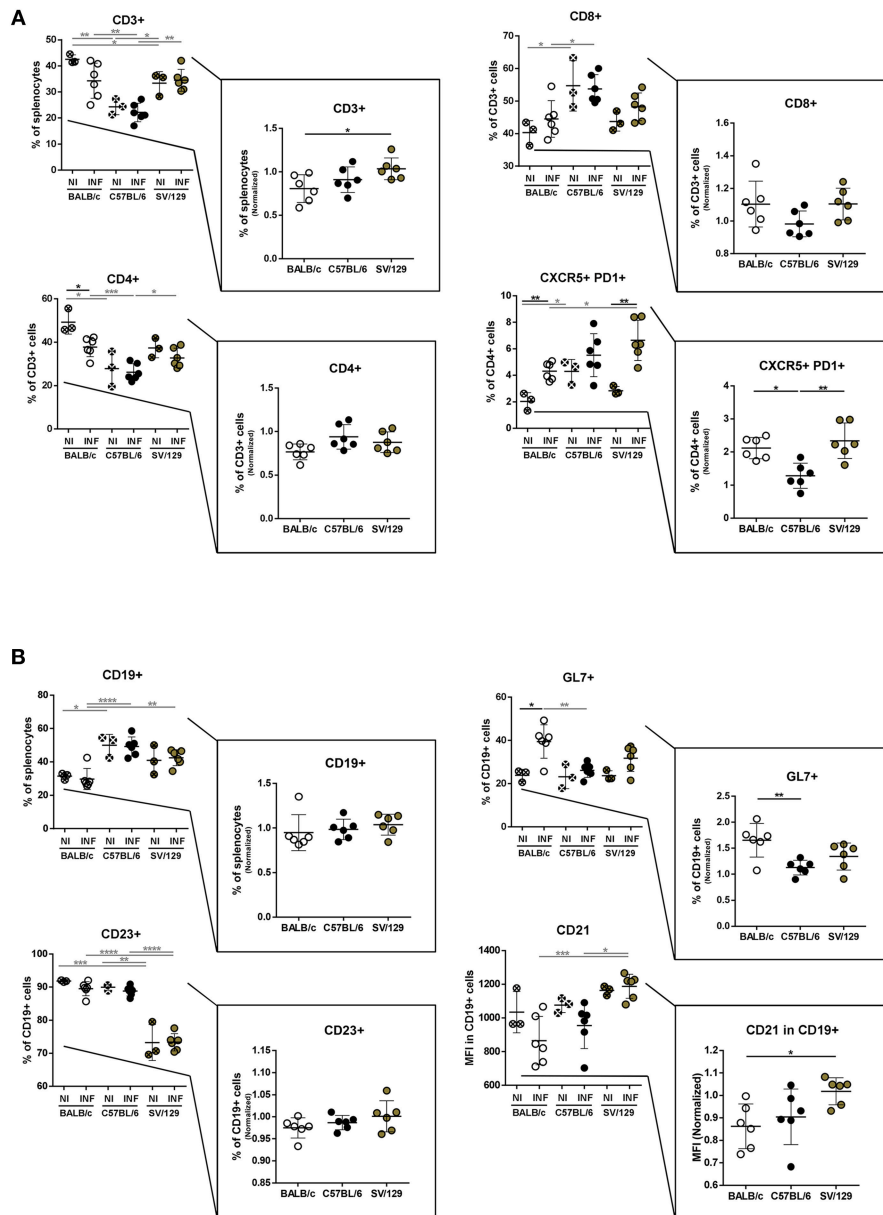 A
CD3+
** ** *
* **
% of splenocytes
50
40
30
20
10
0
NI INF NI INF NI INF
BALB/c C57BL/6 SV/129
CD3+
*
% of splenocytes
(Normalized)
1.5
1.0
0.5
0.0
BALB/c C57BL/6 SV/129
CD8+
* *
% of CD3+ cells
70
60
50
40
30
NI INF NI INF NI INF
BALB/c C57BL/6 SV/129
CD8+
% of CD3+ cells
(Normalized)
1.6
1.4
1.2
1.0
0.8
BALB/c C57BL/6 SV/129
CD4+
*
* *** *
% of CD3+ cells
60
40
20
0
NI INF NI INF NI INF
BALB/c C57BL/6 SV/129
CD4+
% of CD3+ cells
(Normalized)
1.5
1.0
0.5
0.0
BALB/c C57BL/6 SV/129
CXCR5+ PD1+
** * * **
% of CD4+ cells
10
8
6
4
2
0
NI INF NI INF NI INF
BALB/c C57BL/6 SV/129
CXCR5+ PD1+
* **
% of CD4+ cells
(Normalized)
4
3
2
1
0
BALB/c C57BL/6 SV/129
B
CD19+
* **** **
% of splenocytes
80
60
40
20
0
NI INF NI INF NI INF
BALB/c C57BL/6 SV/129
CD19+
% of splenocytes
(Normalized)
1.5
1.0
0.5
0.0
BALB/c C57BL/6 SV/129
GL7+
* **
% of CD19+ cells
60
40
20
0
NI INF NI INF NI INF
BALB/c C57BL/6 SV/129
GL7+
**
% of CD19+ cells
(Normalized)
2.5
2.0
1.5
1.0
0.5
0.0
BALB/c C57BL/6 SV/129
CD23+
**** ****
*** **
% of CD19+ cells
100
90
80
70
60
NI INF NI INF NI INF
BALB/c C57BL/6 SV/129
CD23+
% of CD19+ cells
(Normalized)
1.15
1.10
1.05
1.00
0.95
0.90
0.85
BALB/c C57BL/6 SV/129
CD21
*** *
MFI in CD19+ cells
1400
1200
1000
800
600
NI INF NI INF NI INF
BALB/c C57BL/6 SV/129
CD21 in CD19+
*
MFI (Normalized)
1.2
1.1
1.0
0.9
0.8
0.7
0.6
BALB/c C57BL/6 SV/129